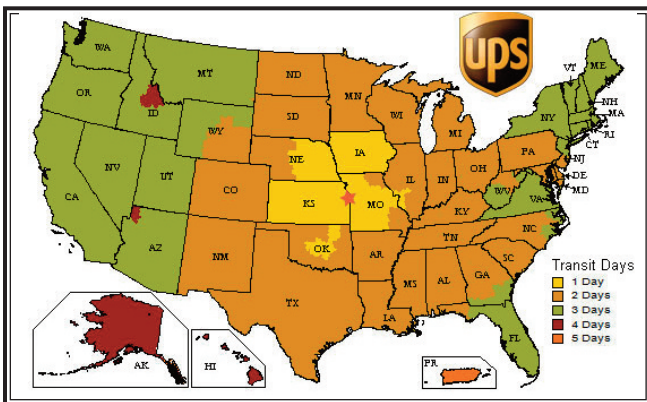 ups
WA
MT
ND
MN
VT
ME
OR
ID
WY
SD
WI
MI
NY
NH
MA
RI
CT
NV
UT
CO
NE
IA
IL
IN
OH
PA
NJ
DE
MD
CA
KS
MO
KY
WV
VA
AZ
NM
OK
AR
TN
NC
SC
TX
LA
MS
AL
GA
FL
AK
HI
PR
Transit Days
1 Day
2 Days
3 Days
4 Days
5 Days